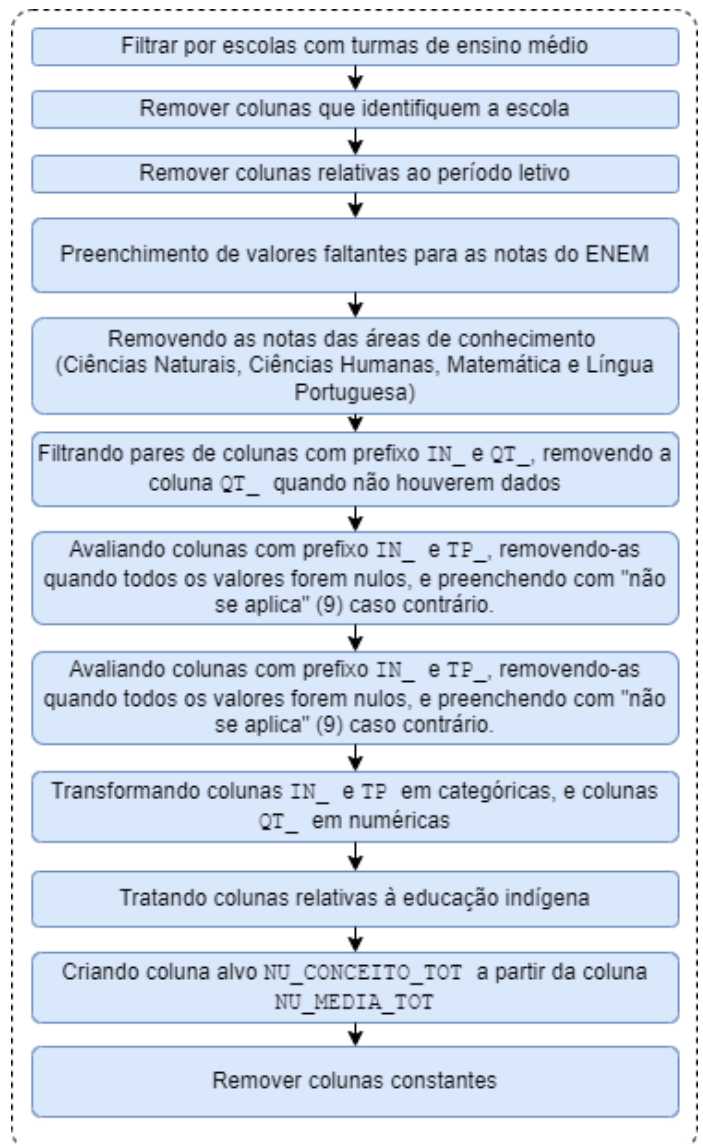 Filtrar por escolas com turmas de ensino médio
Remover colunas que identifiquem a escola
Remover colunas relativas ao período letivo
Preenchimento de valores faltantes para as notas do ENEM
Removendo as notas das áreas de conhecimento
(Ciências Naturais, Ciências Humanas, Matemática e Língua
Portuguesa)
Filtrando pares de colunas com prefixo IN_ e QT_, removendo a
coluna QT_ quando não houverem dados
Avaliando colunas com prefixo IN_ e TP_, removendo-as
quando todos os valores forem nulos, e preenchendo com "não
se aplica" (9) caso contrário.
Avaliando colunas com prefixo IN_ e TP_, removendo-as
quando todos os valores forem nulos, e preenchendo com "não
se aplica" (9) caso contrário.
Transformando colunas IN_ e TP em categóricas, e colunas
QT_ em numéricas
Tratando colunas relativas à educação indígena
Criando coluna alvo NU_CONCEITO_TOT a partir da coluna
NU_MEDIA_TOT
Remover colunas constantes